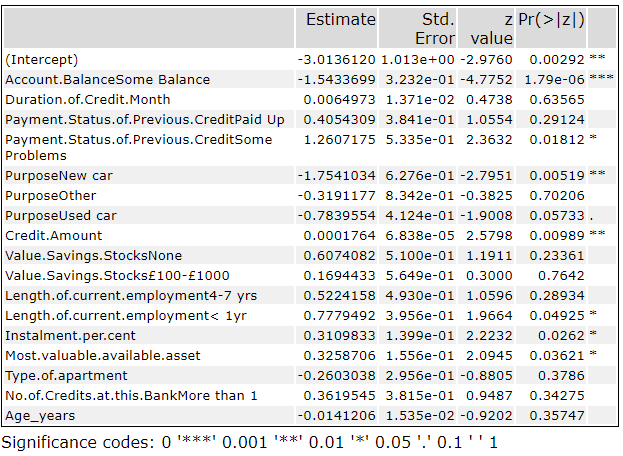 Estimate Std. Error z value Pr(>|z|)
(Intercept) -3.0136120 1.013e+00 -2.9760 0.00292 **
Account.BalanceSome Balance -1.5433699 3.232e-01 -4.7752 1.79e-06 ***
Duration.of.Credit.Month 0.0064973 1.371e-02 0.4738 0.63565
Payment.Status.of.Previous.CreditPaid Up 0.4054309 3.841e-01 1.0554 0.29124
Payment.Status.of.Previous.CreditSome 1.2607175 5.335e-01 2.3632 0.01812 *
Problems
PurposeNew car -1.7541034 6.276e-01 -2.7951 0.00519 **
PurposeOther -0.3191177 8.342e-01 -0.3825 0.70206
PurposeUsed car -0.7839554 4.124e-01 -1.9008 0.05733 .
Credit.Amount 0.0001764 6.838e-05 2.5798 0.00989 **
Value.Savings.StocksNone 0.6074082 5.100e-01 1.1911 0.23361
Value.Savings.Stocks£100-£1000 0.1694433 5.649e-01 0.3000 0.7642
Length.of.current.employment4-7 yrs 0.5224158 4.930e-01 1.0596 0.28934
Length.of.current.employment< 1yr 0.7779492 3.956e-01 1.9664 0.04925 *
Instalment.per.cent 0.3109833 1.399e-01 2.2232 0.0262 *
Most.valuable.available.asset 0.3258706 1.556e-01 2.0945 0.03621 *
Type.of.apartment -0.2603038 2.956e-01 -0.8805 0.3786
No.of.Credits.at.this.BankMore than 1 0.3619545 3.815e-01 0.9487 0.34275
Age_years -0.0141206 1.535e-02 -0.9202 0.35747
Significance codes: 0 '***' 0.001 '**' 0.01 '*' 0.05 '.' 0.1 ' ' 1